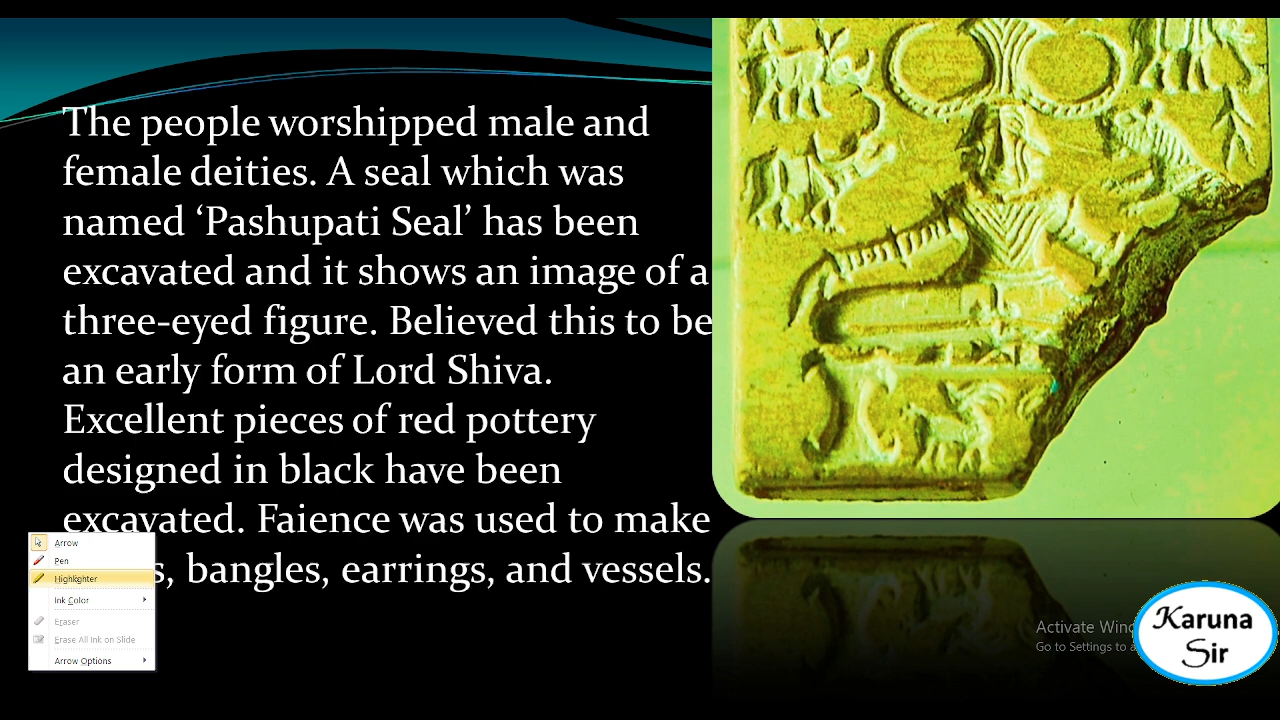 The people worshipped male and
female deities. A seal which was
named ‘Pashupati Seal’ has been
excavated and it shows an image of a
three-eyed figure. Believed this to be
an early form of Lord Shiva.
Excellent pieces of red pottery
designed in black have been
excavated. Faience was used to make
bangles, earrings, and vessels.
Arrow
Pen
Highlighter
Ink Color
Eraser
Erase All Ink on Slide
Arrow Options
Activate
Go to Settings to
Karuna
Sir